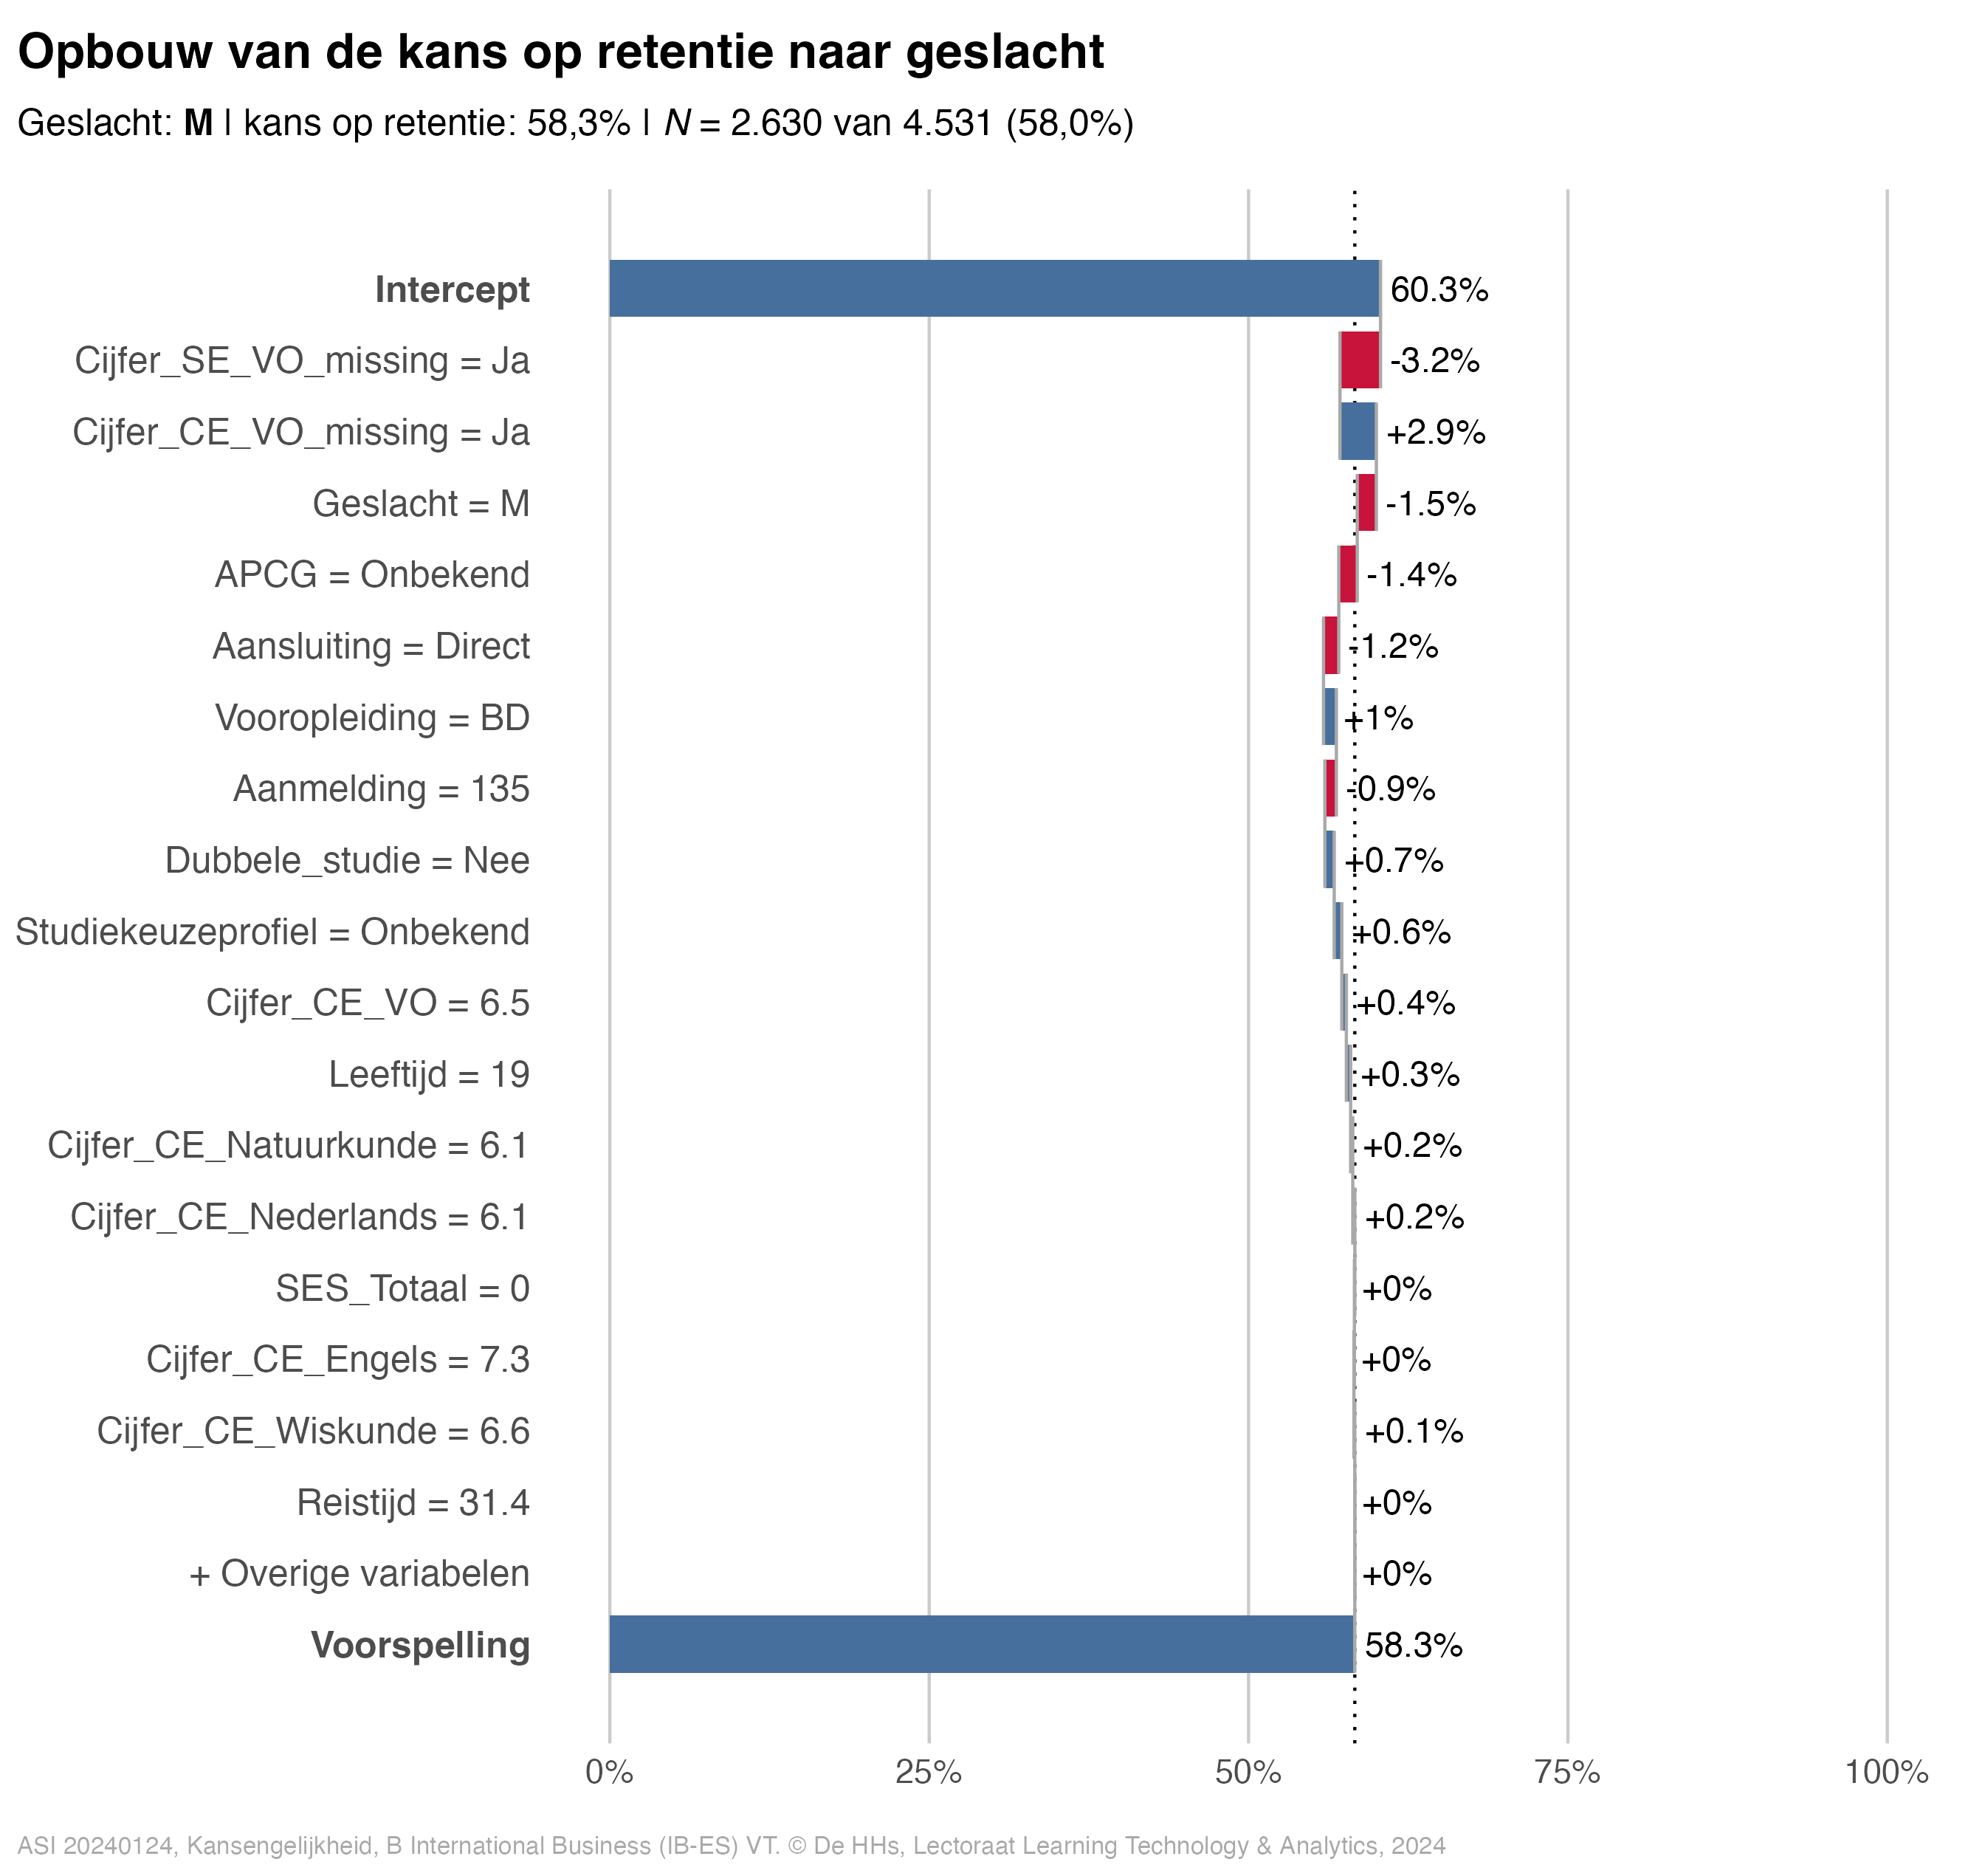 Opbouw van de kans op retentie naar geslacht
Geslacht: M | kans op retentie: 58,3% | N = 2.630 van 4.531 (58,0%)
Intercept 60.3%
Cijfer_SE_VO_missing = Ja -3.2%
Cijfer_CE_VO_missing = Ja +2.9%
Geslacht = M -1.5%
APCG = Onbekend -1.4%
Aansluiting = Direct -1.2%
Vooropleiding = BD +1%
Aanmelding = 135 -0.9%
Dubbele_studie = Nee +0.7%
Studiekeuzeprofiel = Onbekend +0.6%
Cijfer_CE_VO = 6.5 +0.4%
Leeftijd = 19 +0.3%
Cijfer_CE_Natuurkunde = 6.1 +0.2%
Cijfer_CE_Nederlands = 6.1 +0.2%
SES_Totaal = 0 +0%
Cijfer_CE_Engels = 7.3 +0%
Cijfer_CE_Wiskunde = 6.6 +0.1%
Reistijd = 31.4 +0%
+ Overige variabelen +0%
Voorspelling 58.3%
0% 25% 50% 75% 100%
ASI 20240124, Kansengelijkheid, B International Business (IB-ES) VT. © De HHs, Lectoraat Learning Technology & Analytics, 2024